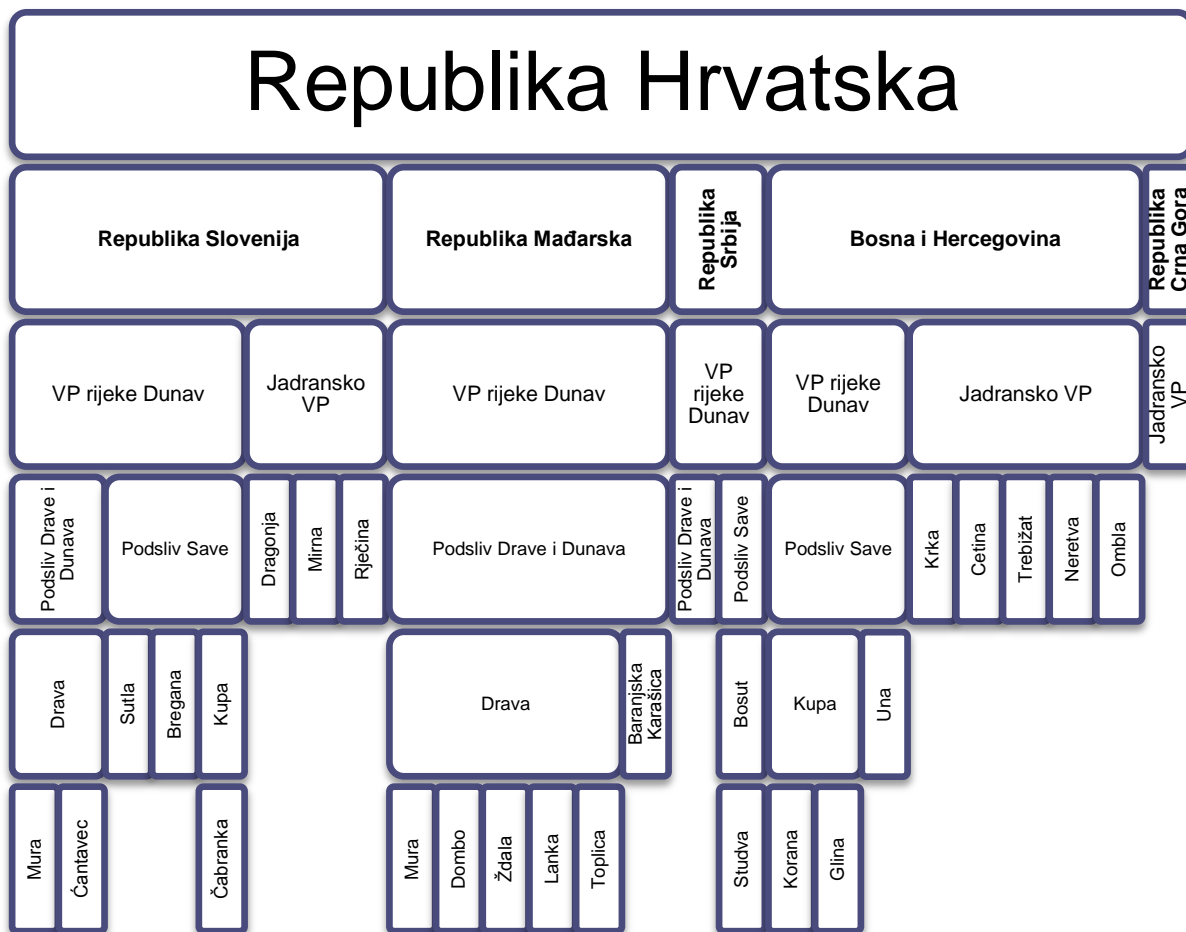 Republika Hrvatska
Republika Slovenija
Republika Mađarska
Republika
Srbija
Bosna i Hercegovina
Republika
Crna Gora
VP rijeke Dunav
Jadransko
VP
VP rijeke Dunav
VP
rijeke
Dunav
VP rijeke
Dunav
Jadransko VP
Jadransko
VP
Podsliv Drave i
Dunava
Podsliv Save
Dragonja
Mirna
Rječina
Podsliv Drave i Dunava
Podsliv Drave i
Dunava
Podsliv Save
Podsliv Save
Krka
Cetina
Trebižat
Neretva
Ombla
Drava
Sutla
Bregana
Kupa
Drava
Baranjska
Karašica
Bosut
Kupa
Una
Mura
Ćantavec
Čabranka
Mura
Dombo
Ždala
Lanka
Toplica
Studva
Korana
Glina